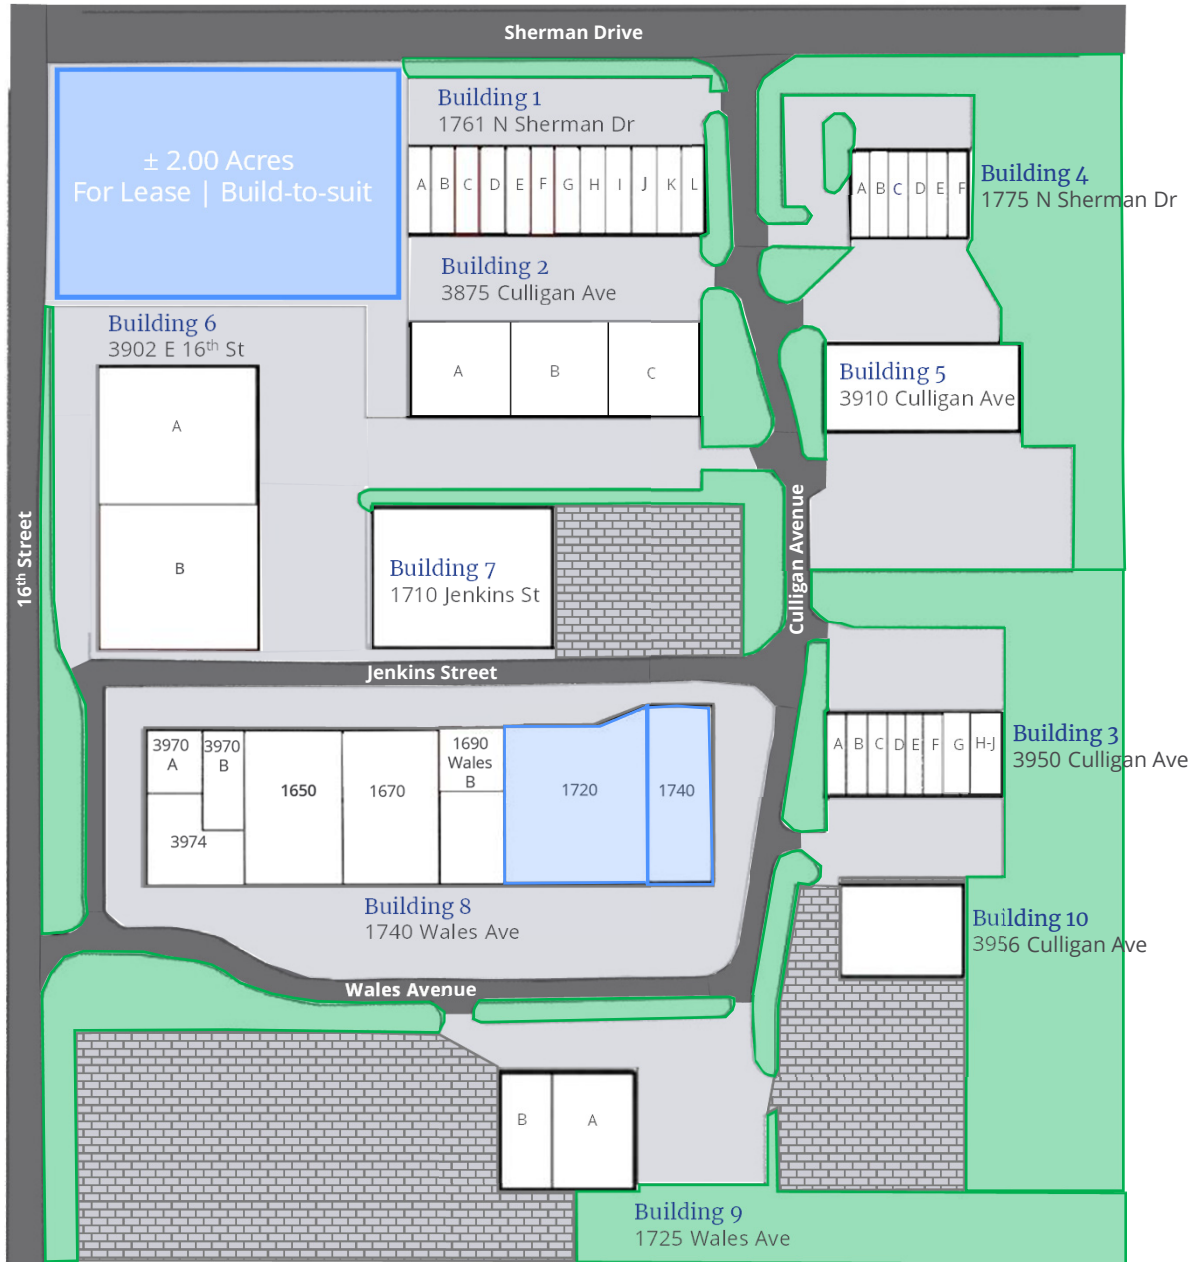 Sherman Drive
± 2.00 Acres
For Lease | Build-to-suit
Building 1
1761 N Sherman Dr
A B C D E F G H I J K L
Building 4
1775 N Sherman Dr
A B C D E F
Building 2
3875 Culligan Ave
A B C
Building 6
3902 E 16th St
A
B
Building 5
3910 Culligan Ave
16th Street
Culligan Avenue
Building 7
1710 Jenkins St
Jenkins Street
Building 3
3950 Culligan Ave
A B C D E F G H-J
3970
A
3970
B
3974
1650
1670
1690
Wales
B
1720
1740
Building 8
1740 Wales Ave
Building 10
3956 Culligan Ave
Wales Avenue
B A
Building 9
1725 Wales Ave